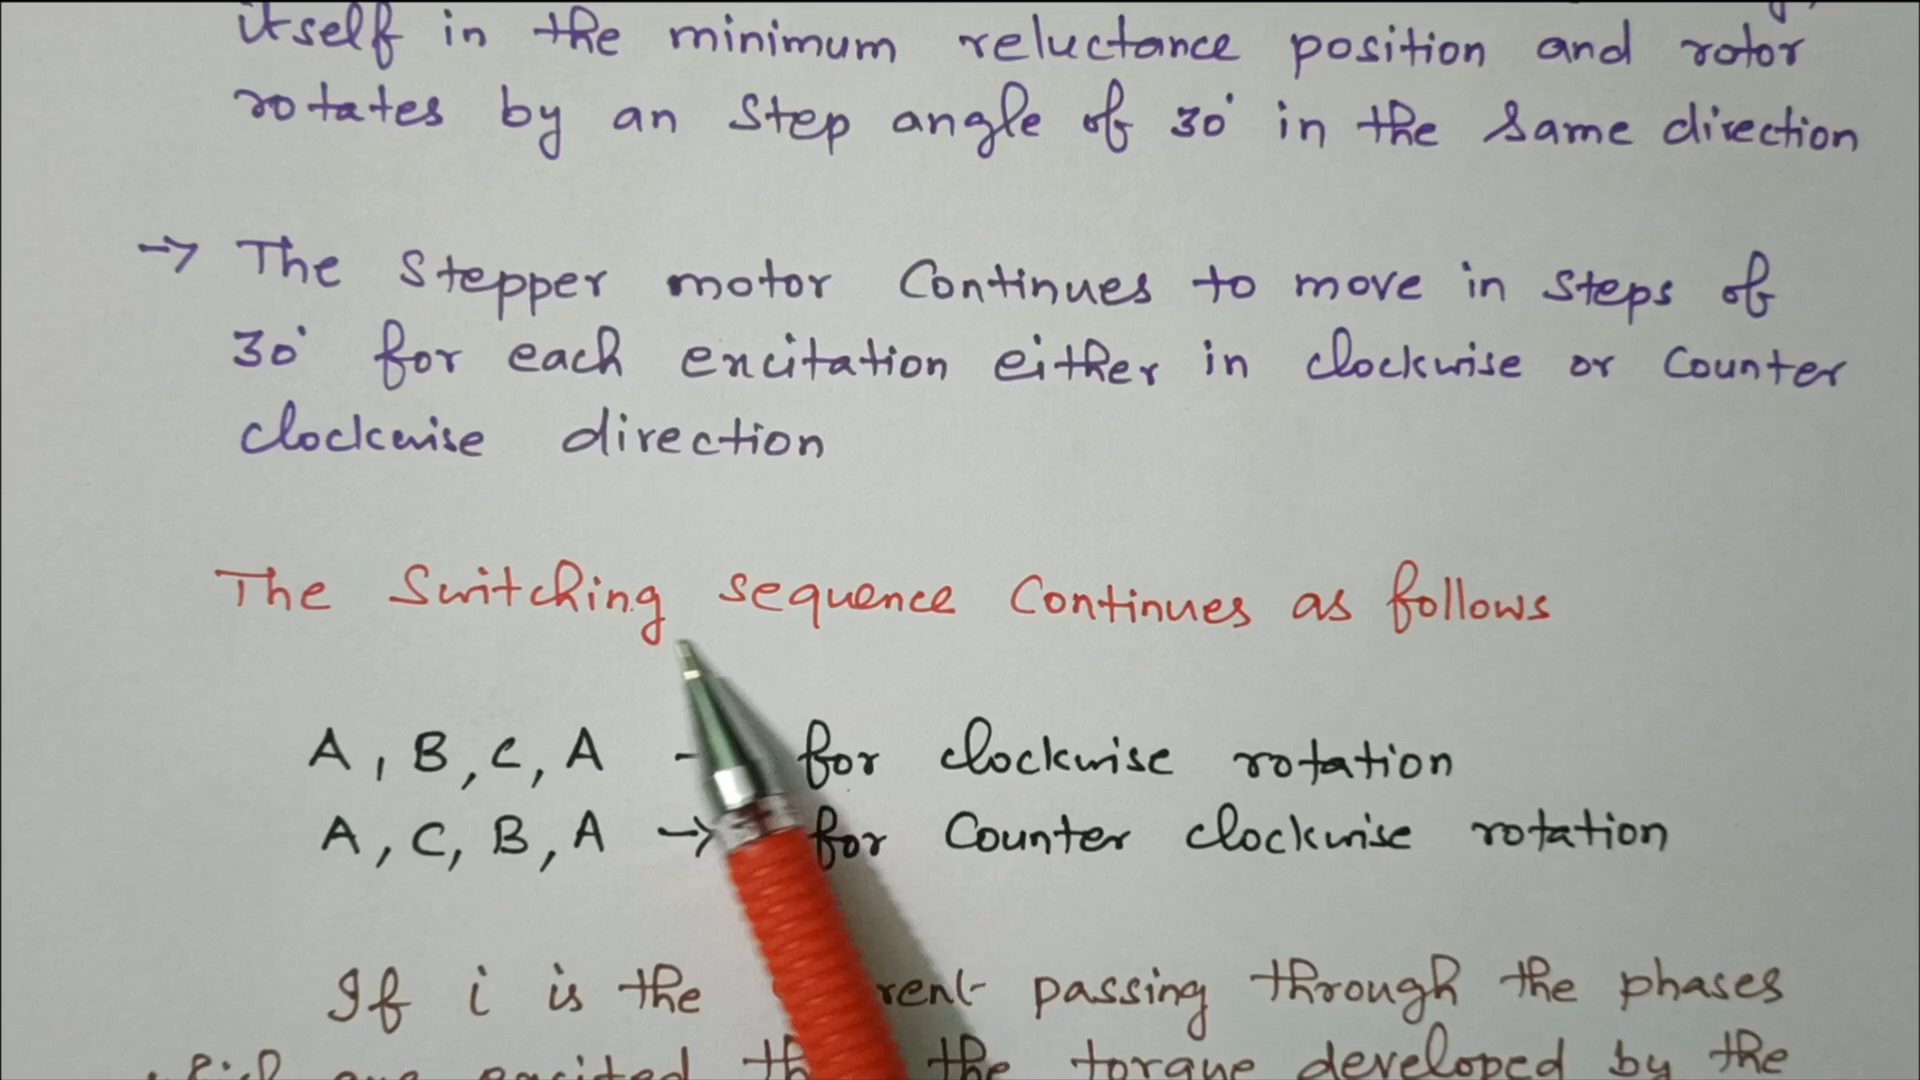 itself in the minimum reluctance position and rotor
rotates by an Step angle of 30° in the same direction
→ The Stepper motor Continues to move in steps of
30° for each excitation either in clockwise or counter
clockwise direction
The Switching sequence Continues as follows
A, B, C, A - for clockwise rotation
A, C, B, A → for Counter clockwise rotation
If i is the rent passing through the phases
excited the torque developed by the